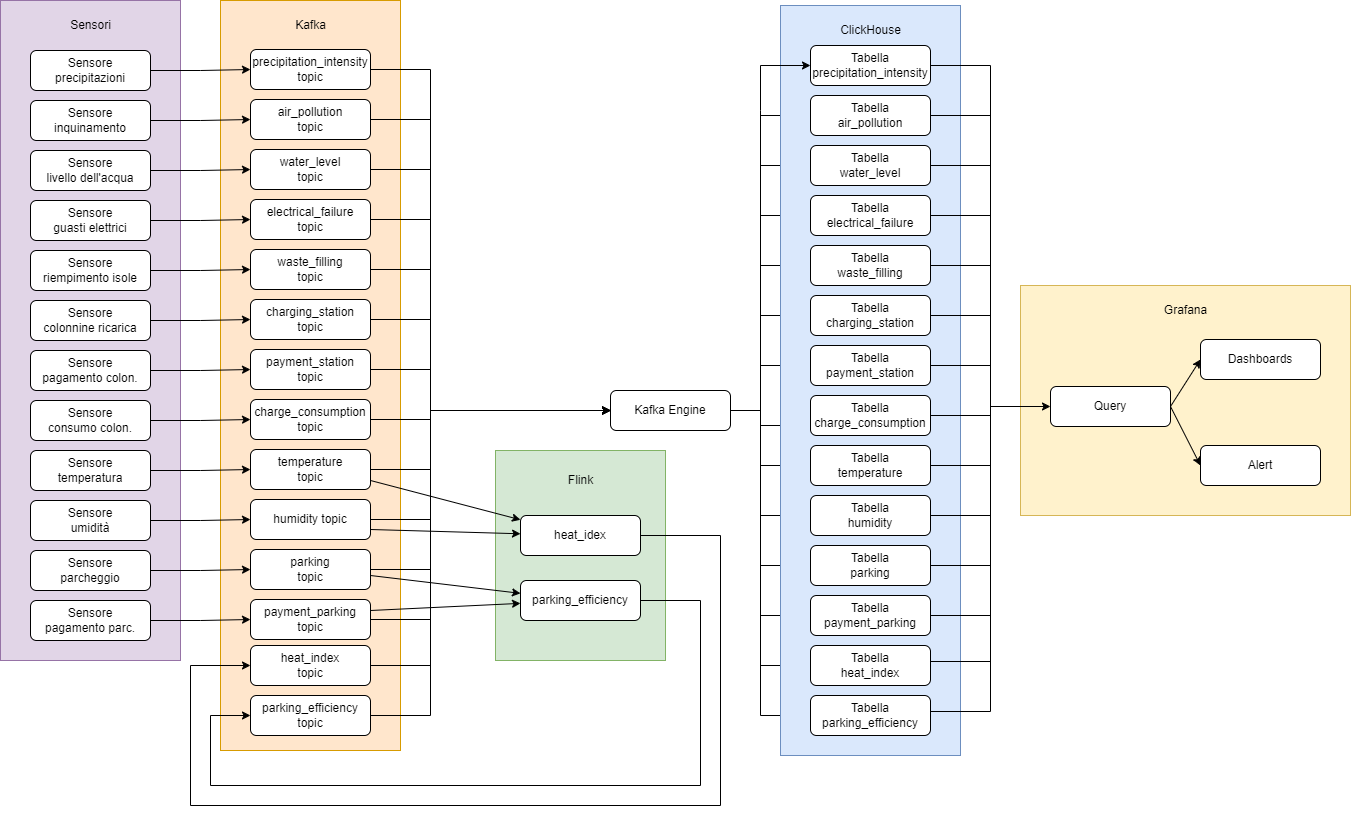 Sensori
Sensore
precipitazioni
Sensore
inquinamento
Sensore
livello dell'acqua
Sensore
guasti elettrici
Sensore
riempimento isole
Sensore
colonnine ricarica
Sensore
pagamento colon.
Sensore
consumo colon.
Sensore
temperatura
Sensore
umidità
Sensore
parcheggio
Sensore
pagamento parc.
Kafka
precipitation_intensity
topic
air_pollution
topic
water_level
topic
electrical_failure
topic
waste_filling
topic
charging_station
topic
payment_station
topic
charge_consumption
topic
temperature
topic
humidity topic
parking
topic
payment_parking
topic
heat_index
topic
parking_efficiency
topic
Flink
heat_idex
parking_efficiency
Kafka Engine
ClickHouse
Tabella
precipitation_intensity
Tabella
air_pollution
Tabella
water_level
Tabella
electrical_failure
Tabella
waste_filling
Tabella
charging_station
Tabella
payment_station
Tabella
charge_consumption
Tabella
temperature
Tabella
humidity
Tabella
parking
Tabella
payment_parking
Tabella
heat_index
Tabella
parking_efficiency
Grafana
Query
Dashboards
Alert